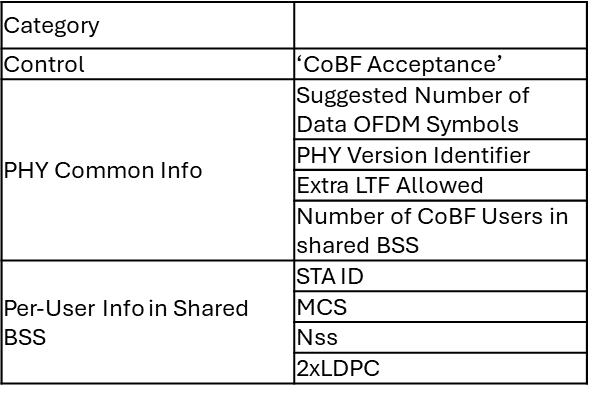 Category
Control
‘CoBF Acceptance’
PHY Common Info
Suggested Number of
Data OFDM Symbols
PHY Version Identifier
Extra LTF Allowed
Number of CoBF Users in
shared BSS
Per-User Info in Shared
BSS
STA ID
MCS
Nss
2xLDPC